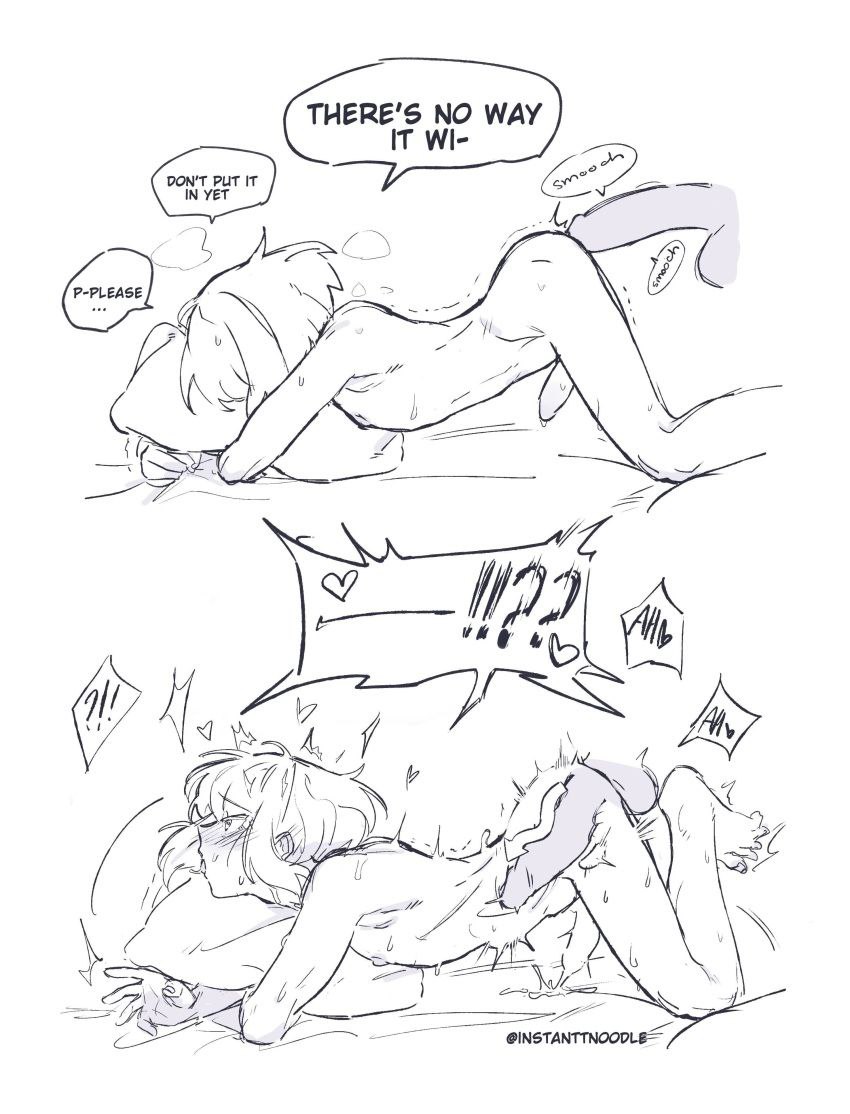 THERE'S NO WAY
IT WI-
smooch
DON'T PUT IT
IN YET
smooch
P-PLEASE
...
!!!??
AH
?!!
AH
@INSTANTTNOODLE